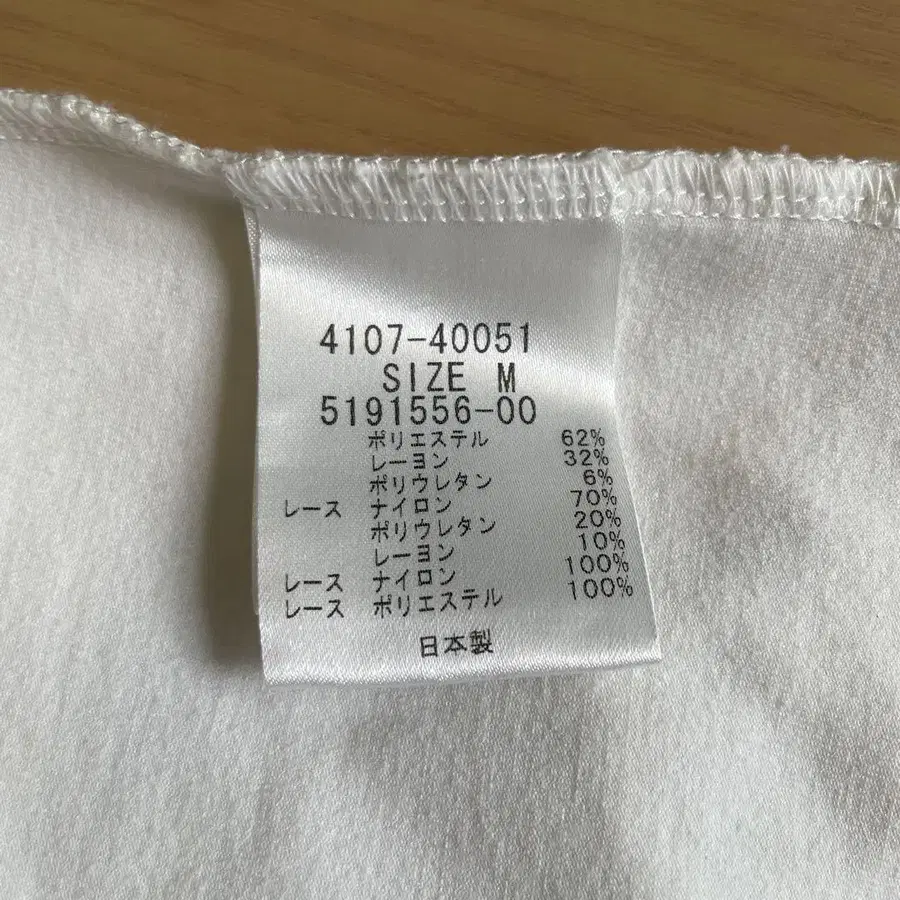 4107-40051
SIZE M
5191556-00
ポリエステル 62%
レーヨン 32%
ポリウレタン 6%
レース ナイロン 70%
ポリウレタン 20%
レーヨン 10%
レース ナイロン 100%
レース ポリエステル 100%
日本製